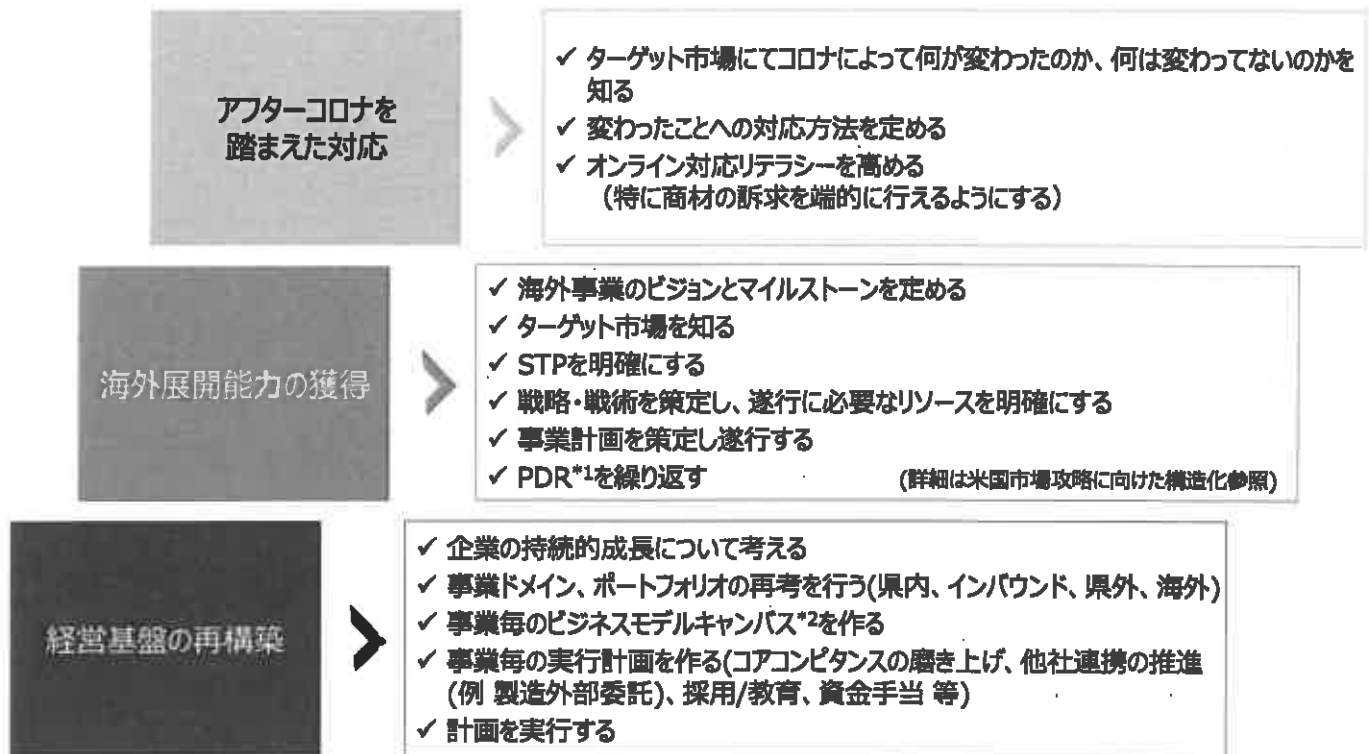 アフターコロナを
踏まえた対応
✓ ターゲット市場にてコロナによって何が変わったのか、何は変わってないのかを
知る
✓ 変わったことへの対応方法を定める
✓ オンライン対応リテラシーを高める
(特に商材の訴求を端的に行えるようにする)
海外展開能力の獲得
✓ 海外事業のビジョンとマイルストーンを定める
✓ ターゲット市場を知る
✓ STPを明確にする
✓ 戦略・戦術を策定し、遂行に必要なリソースを明確にする
✓ 事業計画を策定し遂行する
✓ PDR*1を繰り返す (詳細は米国市場攻略に向けた構造化参照)
経営基盤の再構築
✓ 企業の持続的成長について考える
✓ 事業ドメイン、ポートフォリオの再考を行う(県内、インバウンド、県外、海外)
✓ 事業毎のビジネスモデルキャンバス*2を作る
✓ 事業毎の実行計画を作る(コアコンピタンスの磨き上げ、他社連携の推進
(例 製造外部委託)、採用/教育、資金手当 等)
✓ 計画を実行する